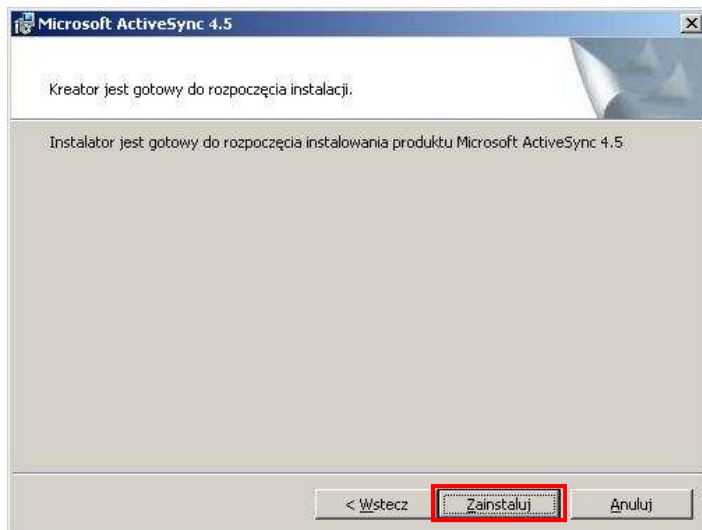 Microsoft ActiveSync 4.5
Kreator jest gotowy do rozpoczęcia instalacji.
Instalator jest gotowy do rozpoczęcia instalowania produktu Microsoft ActiveSync 4.5
< Wstecz
Zainstaluj
Anuluj